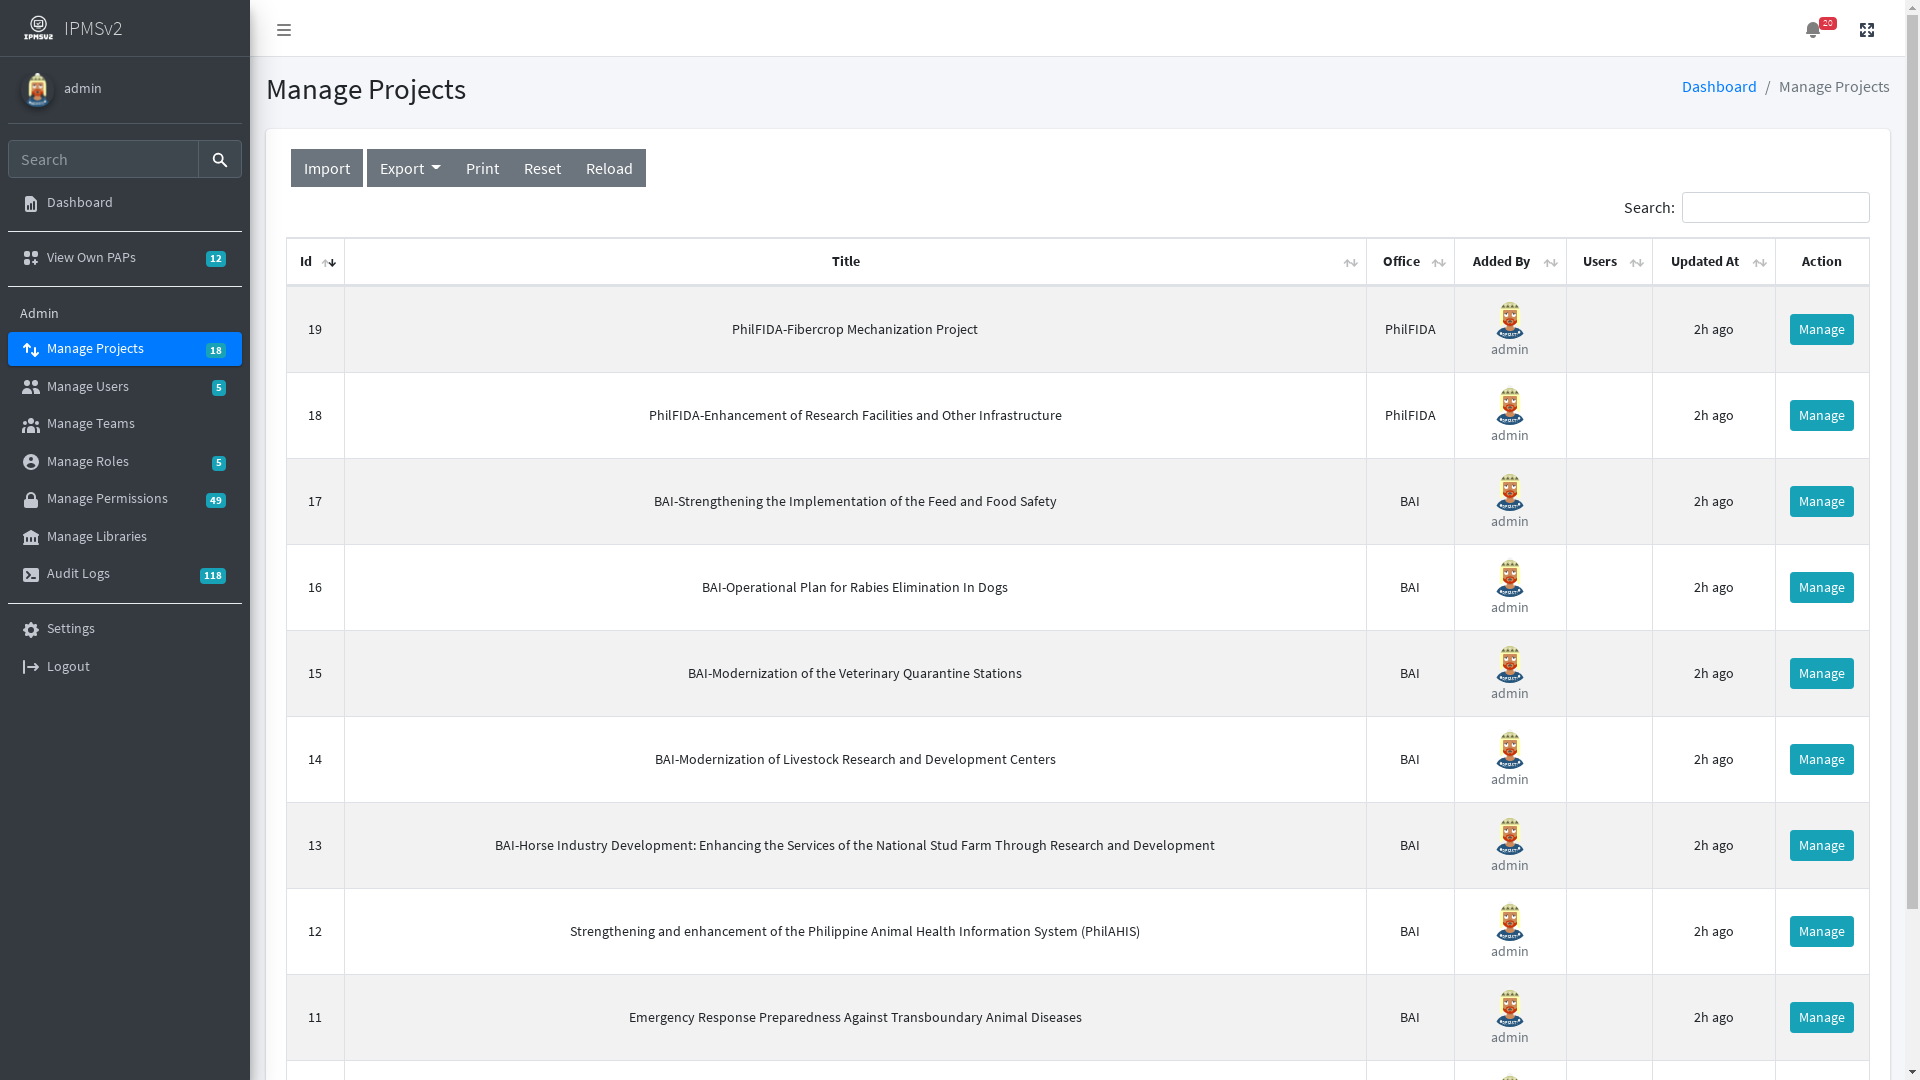 IPMSV2
IPMSv2
20
admin
Manage Projects
Dashboard / Manage Projects
Search
Import
Export
Print
Reset
Reload
Dashboard
Search:
View Own PAPs 12
Id Title Office Added By Users Updated At Action
Admin
Manage Projects 18
Manage Users 5
Manage Teams
Manage Roles 5
Manage Permissions 49
Manage Libraries
Audit Logs 118
Settings
Logout
19 PhilFIDA-Fibercrop Mechanization Project PhilFIDA admin 2h ago Manage
18 PhilFIDA-Enhancement of Research Facilities and Other Infrastructure PhilFIDA admin 2h ago Manage
17 BAI-Strengthening the Implementation of the Feed and Food Safety BAI admin 2h ago Manage
16 BAI-Operational Plan for Rabies Elimination In Dogs BAI admin 2h ago Manage
15 BAI-Modernization of the Veterinary Quarantine Stations BAI admin 2h ago Manage
14 BAI-Modernization of Livestock Research and Development Centers BAI admin 2h ago Manage
13 BAI-Horse Industry Development: Enhancing the Services of the National Stud Farm Through Research and Development BAI admin 2h ago Manage
12 Strengthening and enhancement of the Philippine Animal Health Information System (PhilAHIS) BAI admin 2h ago Manage
11 Emergency Response Preparedness Against Transboundary Animal Diseases BAI admin 2h ago Manage